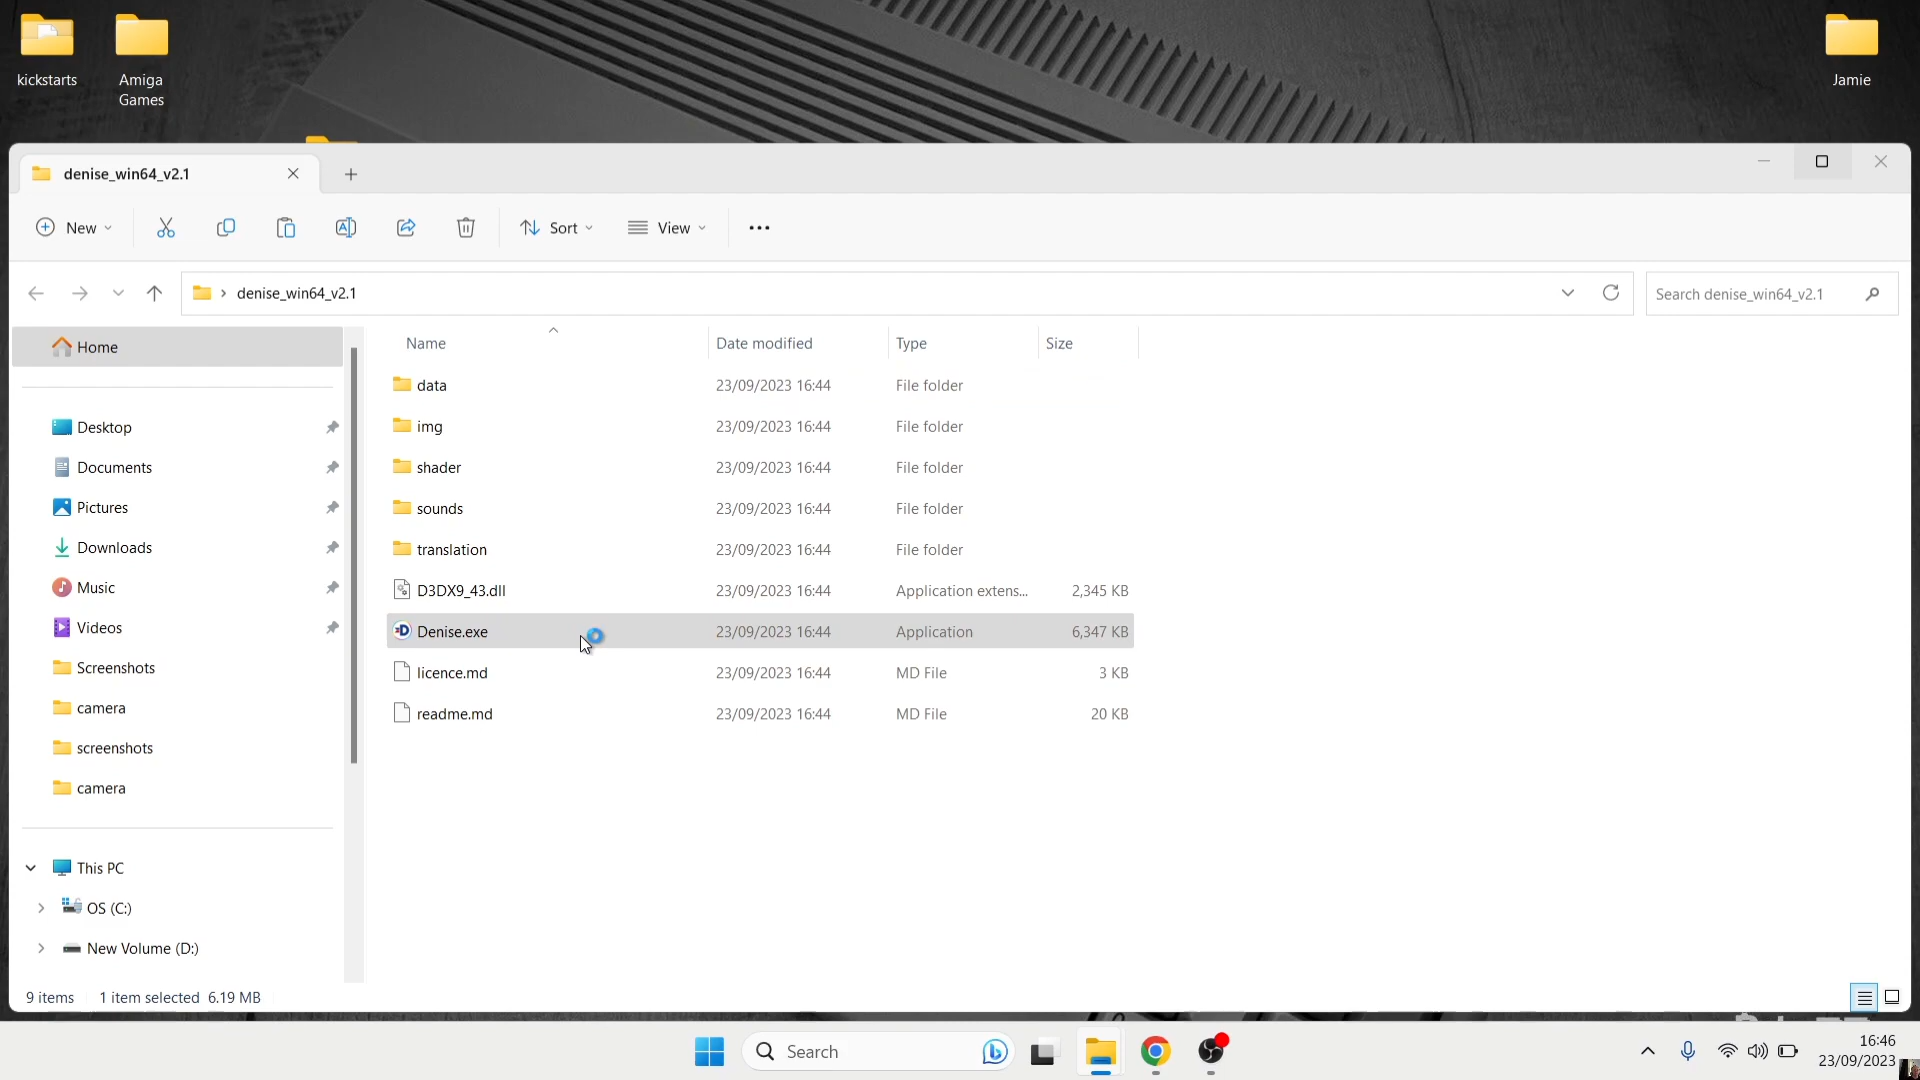 kickstarts
Amiga
Games
Jamie
denise_win64_v2.1
New
Sort
View
denise_win64_v2.1
Search denise_win64_v2.1
Home
Name Date modified Type Size
data 23/09/2023 16:44 File folder
img 23/09/2023 16:44 File folder
shader 23/09/2023 16:44 File folder
sounds 23/09/2023 16:44 File folder
translation 23/09/2023 16:44 File folder
D3DX9_43.dll 23/09/2023 16:44 Application extens... 2,345 KB
Denise.exe 23/09/2023 16:44 Application 6,347 KB
licence.md 23/09/2023 16:44 MD File 3 KB
readme.md 23/09/2023 16:44 MD File 20 KB
Desktop
Documents
Pictures
Downloads
Music
Videos
Screenshots
camera
screenshots
camera
This PC
OS (C:)
New Volume (D:)
9 items 1 item selected 6.19 MB
Search
16:46
23/09/2023